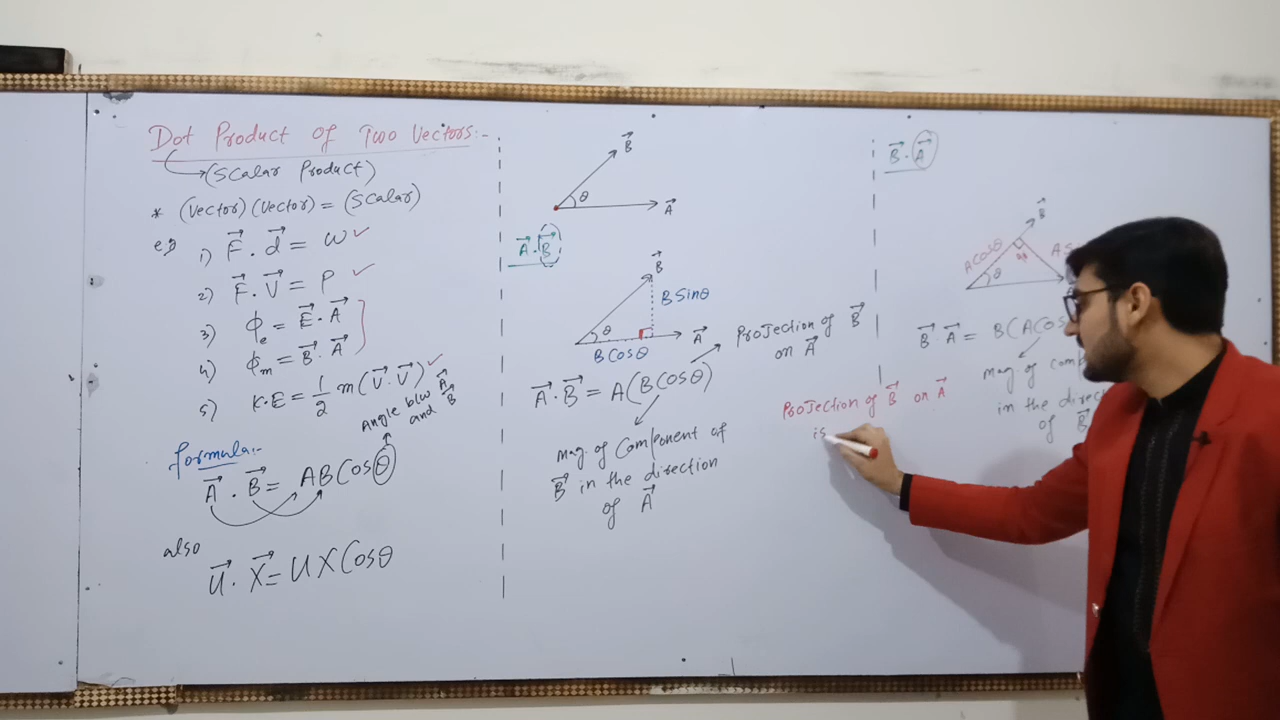 Dot Product of Two Vectors:-
(Scalar Product)
* (Vector)(Vector) = (Scalar)
e.g 1) F⃗ . d⃗ = W ✓
2) F⃗ . V⃗ = P ✓
3) ϕe = E⃗ . A⃗
4) ϕm = B⃗ . A⃗
5) K.E = 1/2 m(V⃗ . V⃗) ✓
Angle b/w A⃗
and B⃗
formula:-
A⃗ . B⃗ = AB Cosθ
also
U⃗ . X⃗ = U X Cosθ
B⃗
θ
A⃗
A⃗ . B⃗
B⃗
B Sinθ
θ
A⃗
B Cosθ
A⃗ . B⃗ = A(B Cosθ)
Projection of B⃗
on A⃗
mag. of Component of
B⃗ in the direction
of A⃗
Projection of B⃗ on A⃗
is
B⃗ . A⃗
B⃗
A Cosθ
θ
B⃗ . A⃗ = B(A Cos
mag. of comp
in the direc
of B⃗